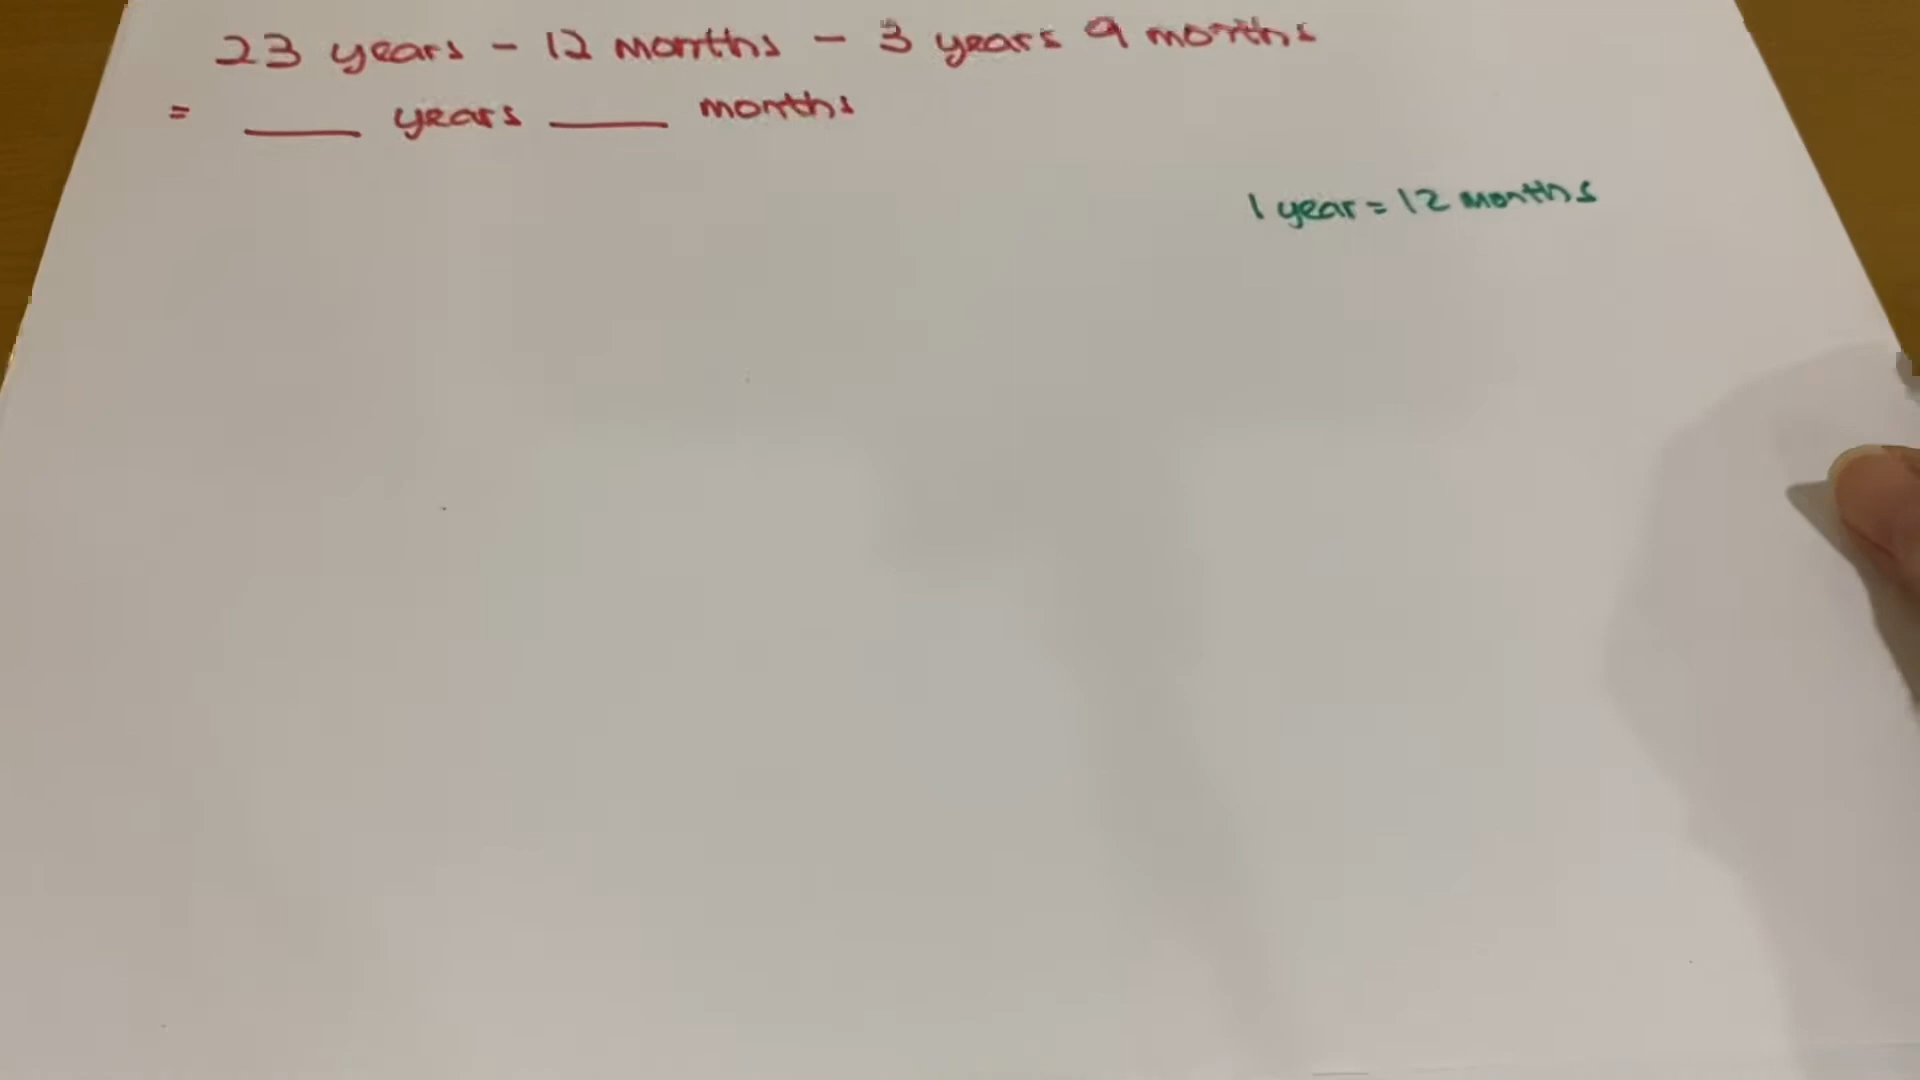 23 years - 12 months - 3 years 9 months
= ____ years ____ months
1 year = 12 months